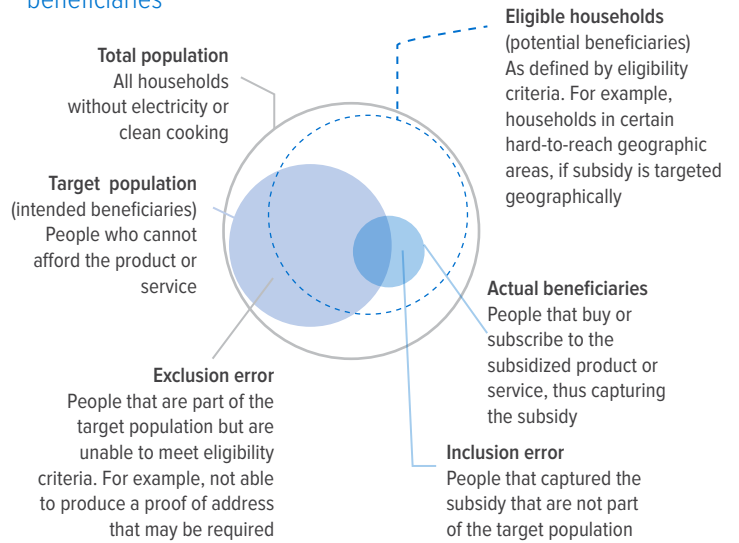 beneficiaries
Total population
All households
without electricity or
clean cooking
Target population
(intended beneficiaries)
People who cannot
afford the product or
service
Exclusion error
People that are part of the
target population but are
unable to meet eligibility
criteria. For example, not able
to produce a proof of address
that may be required
Eligible households
(potential beneficiaries)
As defined by eligibility
criteria. For example,
households in certain
hard-to-reach geographic
areas, if subsidy is targeted
geographically
Actual beneficiaries
People that buy or
subscribe to the
subsidized product or
service, thus capturing
the subsidy
Inclusion error
People that captured the
subsidy that are not part
of the target population